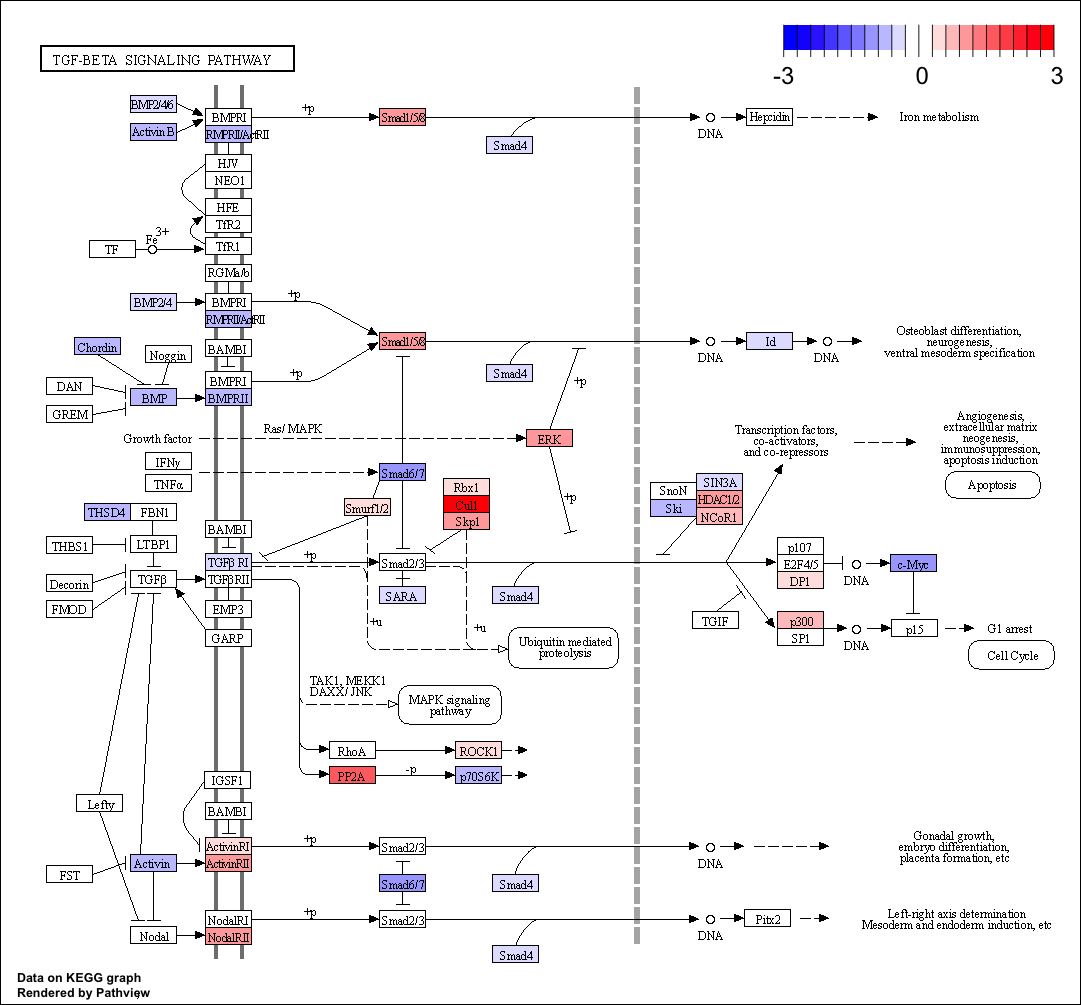 TGF-BETA SIGNALING PATHWAY
-3
0
3
BMP2/4/6
Activin B
BMPRI
RMPRII/ActRII
+p
Smad1/5/8
Smad4
DNA
Hepcidin
Iron metabolism
HJV
NEO1
HFE
TfR2
TF
Fe3+
TfR1
RGMa/b
BMP2/4
BMPRI
RMPRII/ActRII
+p
Smad1/5/8
Smad4
DNA
Id
DNA
Osteoblast differentiation,
neurogenesis,
ventral mesoderm specification
Chordin
Noggin
BAMBI
DAN
GREM
BMP
BMPRI
BMPRII
+p
+p
Growth factor
Ras/ MAPK
ERK
+p
Transcription factors,
co-activators,
and co-repressors
Angiogenesis,
extracellular matrix
neogenesis,
immunosuppression,
apoptosis induction
Apoptosis
IFNγ
TNFα
Smad6/7
Smurf1/2
Rbx1
Cul1
Skp1
SnoN
Ski
SIN3A
HDAC1/2
NCoR1
THSD4
FBN1
THBS1
LTBP1
BAMBI
Decorin
FMOD
TGFβ
TGFβ RI
TGFβRII
EMP3
GARP
+p
Smad2/3
SARA
Smad4
+u
+u
Ubiquitin mediated
proteolysis
p107
E2F4/5
DP1
DNA
c-Myc
TGIF
p300
SP1
DNA
p15
G1 arrest
Cell Cycle
TAK1, MEKK1
DAXX/ JNK
MAPK signaling
pathway
RhoA
ROCK1
PP2A
-p
p70S6K
IGSF1
BAMBI
Lefty
FST
Activin
ActivinRI
ActivinRII
+p
Smad2/3
Smad6/7
Smad4
DNA
Gonadal growth,
embryo differentiation,
placenta formation, etc
Nodal
NodalRI
NodalRII
+p
Smad2/3
Smad4
DNA
Pitx2
Left-right axis determination
Mesoderm and endoderm induction, etc
Data on KEGG graph
Rendered by Pathview